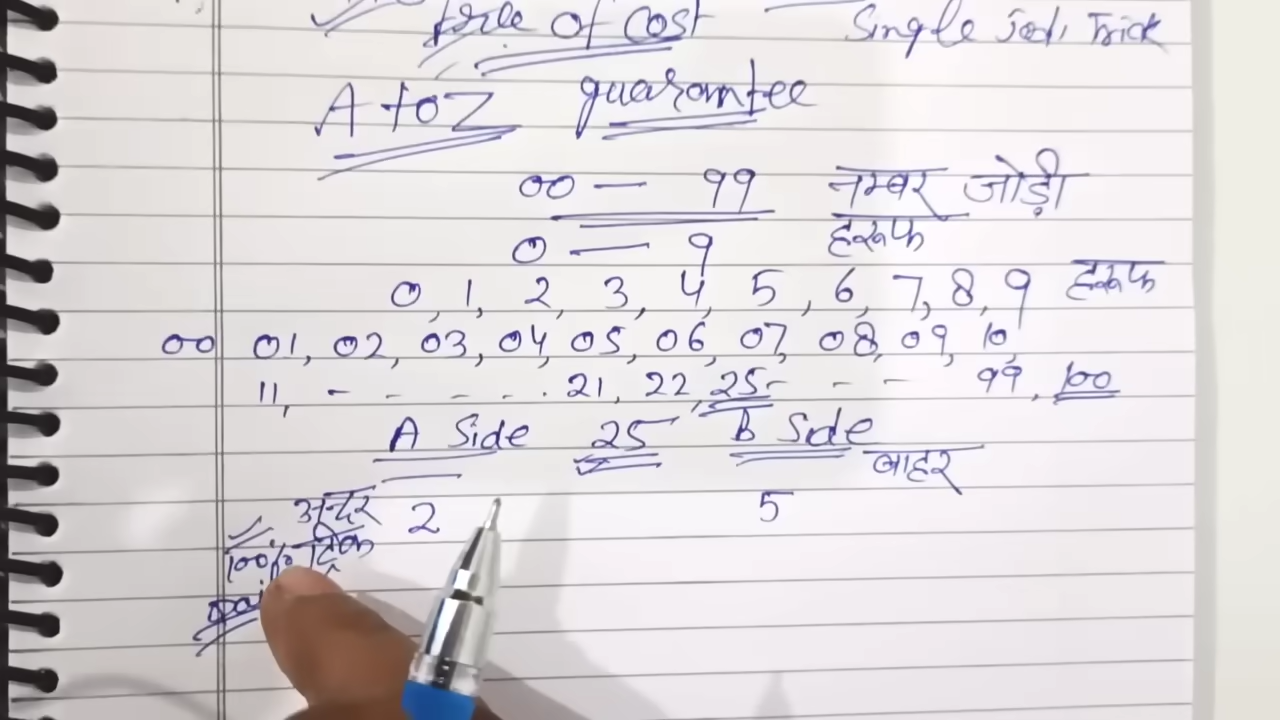 free of cost Single Jodi Trick
A to Z guarantee
00 — 99 नम्बर जोड़ी
0 — 9 हरूफ
0, 1, 2, 3, 4, 5, 6, 7, 8, 9 हरूफ
00 01, 02, 03, 04, 05, 06, 07, 08, 09, 10,
11, - - - - . 21, 22, 25 - - - 99, 100
A Side 25 B Side
बाहर
अन्दर 2 5
100%